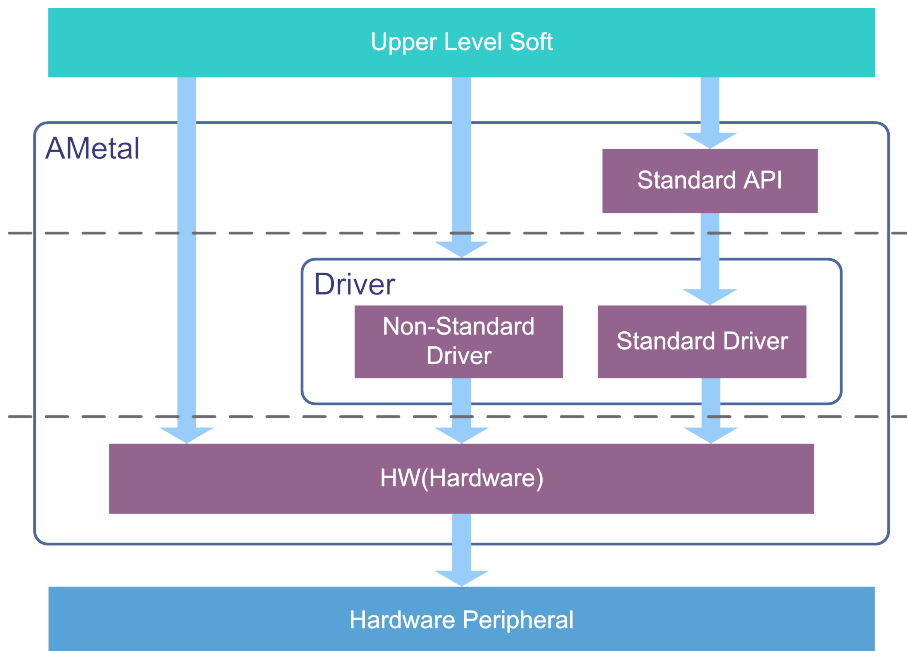 Upper Level Soft
AMetal
Standard API
Driver
Non-Standard
Driver
Standard Driver
HW(Hardware)
Hardware Peripheral